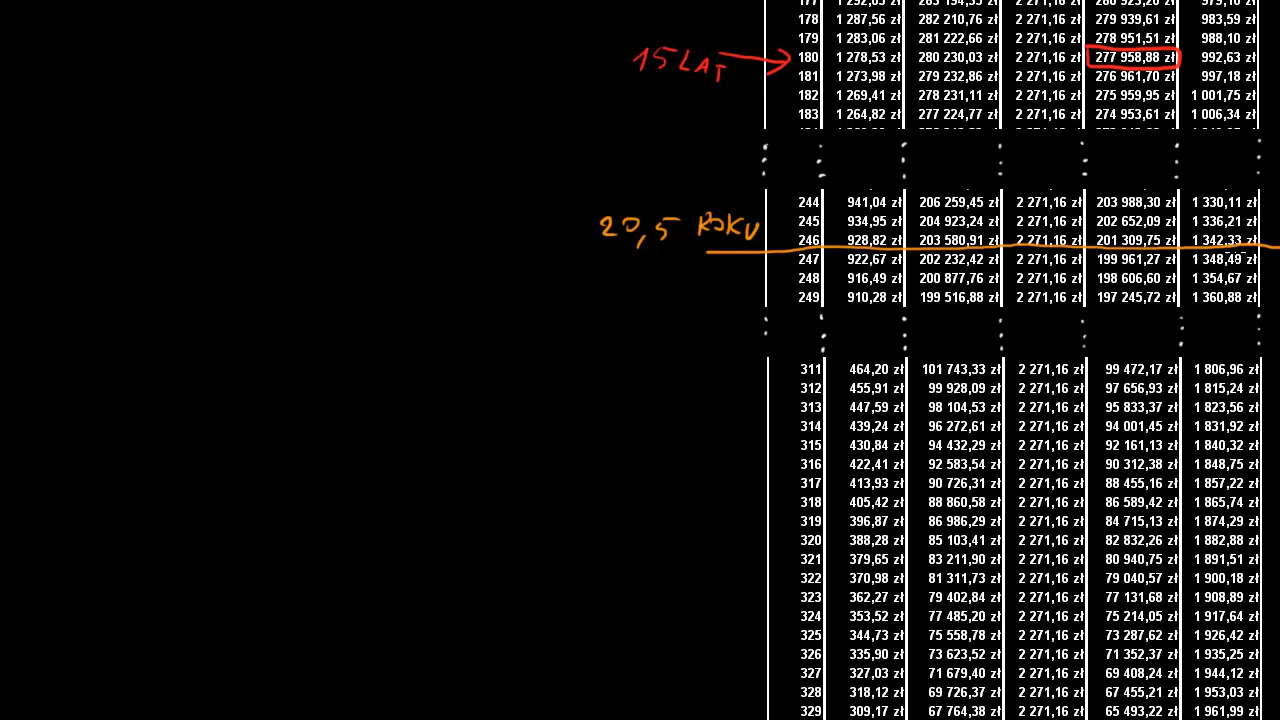 178 1 287,56 282 210,76 2 271,16 zł 279 939,61 zł 983,59 zł
179 1 283,06 zł 281 222,66 zł 2 271,16 zł 278 951,51 zł 988,10 zł
15 LAT 180 1 278,53 zł 280 230,03 zł 2 271,16 zł 277 958,88 zł 992,63 zł
181 1 273,98 zł 279 232,86 zł 2 271,16 zł 276 961,70 zł 997,18 zł
182 1 269,41 zł 278 231,11 zł 2 271,16 zł 275 959,95 zł 1 001,75 zł
183 1 264,82 zł 277 224,77 zł 2 271,16 zł 274 953,61 zł 1 006,34 zł
244 941,04 zł 206 259,45 zł 2 271,16 zł 203 988,30 zł 1 330,11 zł
20,5 ROKU 245 934,95 zł 204 923,24 zł 2 271,16 zł 202 652,09 zł 1 336,21 zł
246 928,82 zł 203 580,91 zł 2 271,16 zł 201 309,75 zł 1 342,33 zł
247 922,67 zł 202 232,42 zł 2 271,16 zł 199 961,27 zł 1 348,49 zł
248 916,49 zł 200 877,76 zł 2 271,16 zł 198 606,60 zł 1 354,67 zł
249 910,28 zł 199 516,88 zł 2 271,16 zł 197 245,72 zł 1 360,88 zł
311 464,20 zł 101 743,33 zł 2 271,16 zł 99 472,17 zł 1 806,96 zł
312 455,91 zł 99 928,09 zł 2 271,16 zł 97 656,93 zł 1 815,24 zł
313 447,59 zł 98 104,53 zł 2 271,16 zł 95 833,37 zł 1 823,56 zł
314 439,24 zł 96 272,61 zł 2 271,16 zł 94 001,45 zł 1 831,92 zł
315 430,84 zł 94 432,29 zł 2 271,16 zł 92 161,13 zł 1 840,32 zł
316 422,41 zł 92 583,54 zł 2 271,16 zł 90 312,38 zł 1 848,75 zł
317 413,93 zł 90 726,31 zł 2 271,16 zł 88 455,16 zł 1 857,22 zł
318 405,42 zł 88 860,58 zł 2 271,16 zł 86 589,42 zł 1 865,74 zł
319 396,87 zł 86 986,29 zł 2 271,16 zł 84 715,13 zł 1 874,29 zł
320 388,28 zł 85 103,41 zł 2 271,16 zł 82 832,26 zł 1 882,88 zł
321 379,65 zł 83 211,90 zł 2 271,16 zł 80 940,75 zł 1 891,51 zł
322 370,98 zł 81 311,73 zł 2 271,16 zł 79 040,57 zł 1 900,18 zł
323 362,27 zł 79 402,84 zł 2 271,16 zł 77 131,68 zł 1 908,89 zł
324 353,52 zł 77 485,20 zł 2 271,16 zł 75 214,05 zł 1 917,64 zł
325 344,73 zł 75 558,78 zł 2 271,16 zł 73 287,62 zł 1 926,42 zł
326 335,90 zł 73 623,52 zł 2 271,16 zł 71 352,37 zł 1 935,25 zł
327 327,03 zł 71 679,40 zł 2 271,16 zł 69 408,24 zł 1 944,12 zł
328 318,12 zł 69 726,37 zł 2 271,16 zł 67 455,21 zł 1 953,03 zł
329 309,17 zł 67 764,38 zł 2 271,16 zł 65 493,22 zł 1 961,99 zł